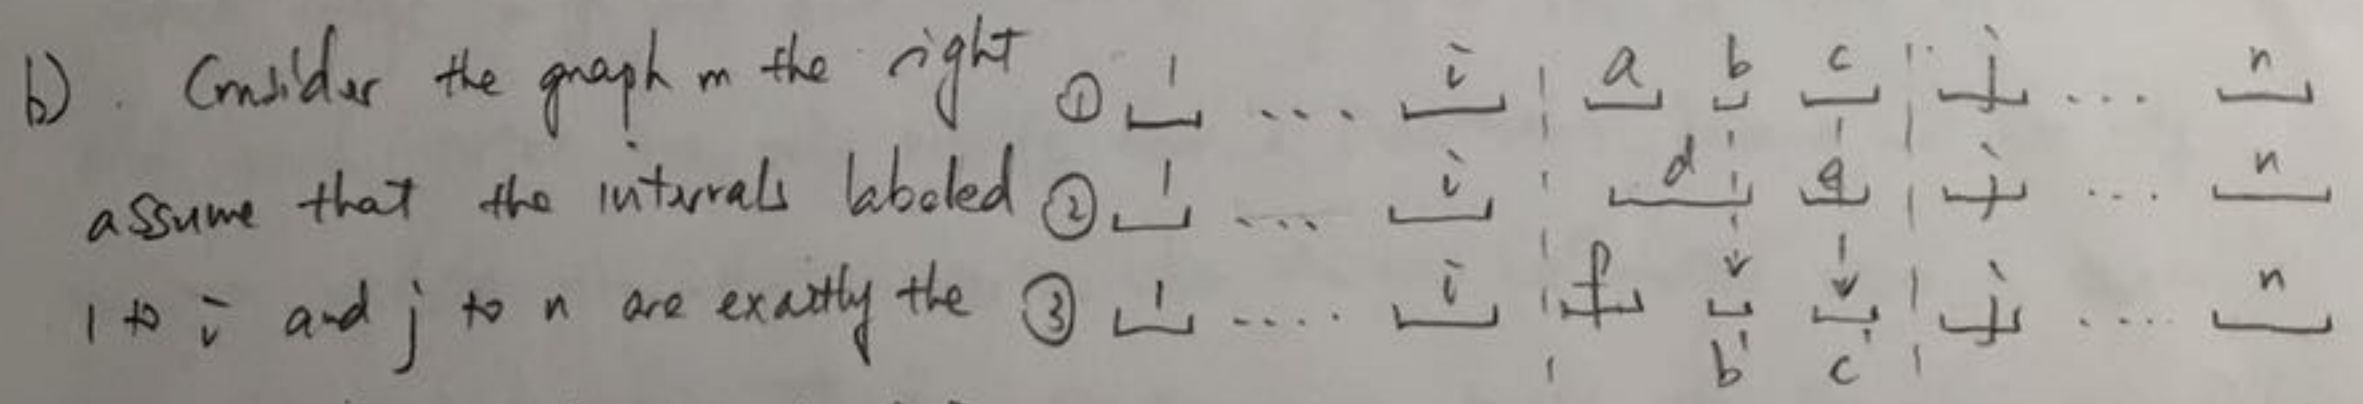 b). Consider the graph in the right ① 1 .... i a b c j ... n
assume that the intervals labeled ② 1 .... i d e j ... n
1 to i and j to n are exactly the ③ 1 .... i f j .... n
b' c'